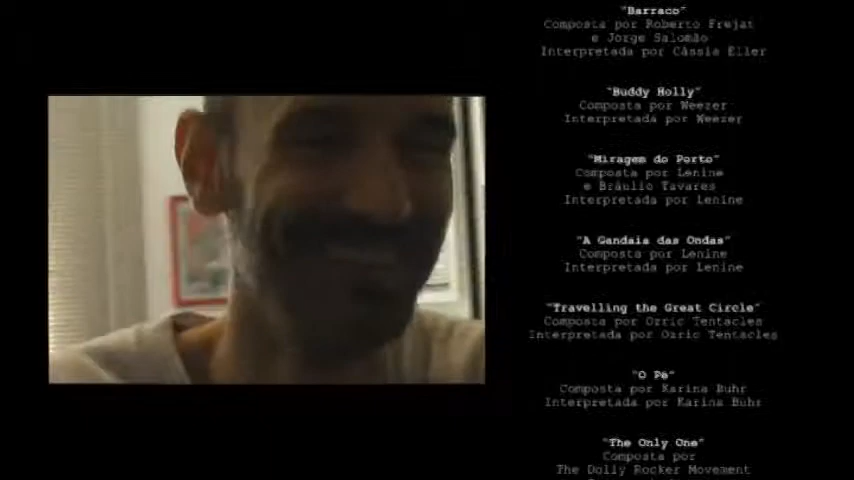 "Barraco"
Composta por Roberto Frejat
e Jorge Salomão
Interpretada por Cássia Eller
"Buddy Holly"
Composta por Weezer
Interpretada por Weezer
"Miragem do Porto"
Composta por Lenine
e Bráulio Tavares
Interpretada por Lenine
"A Gandaia das Ondas"
Composta por Lenine
Interpretada por Lenine
"Travelling the Great Circle"
Composta por Ozric Tentacles
Interpretada por Ozric Tentacles
"O Pé"
Composta por Karina Buhr
Interpretada por Karina Buhr
"The Only One"
Composta por
The Dolly Rocker Movement